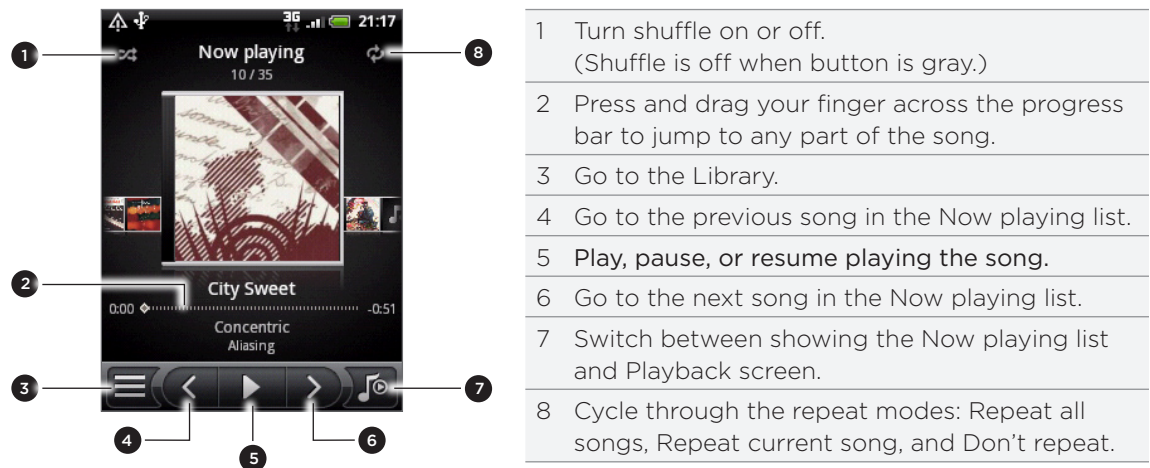 3G 21:17
1
Now playing
8
10 / 35
2
City Sweet
0:00 -0:51
Concentric
Aliasing
3
7
4
5
6
1 Turn shuffle on or off.
(Shuffle is off when button is gray.)
2 Press and drag your finger across the progress
bar to jump to any part of the song.
3 Go to the Library.
4 Go to the previous song in the Now playing list.
5 Play, pause, or resume playing the song.
6 Go to the next song in the Now playing list.
7 Switch between showing the Now playing list
and Playback screen.
8 Cycle through the repeat modes: Repeat all
songs, Repeat current song, and Don’t repeat.